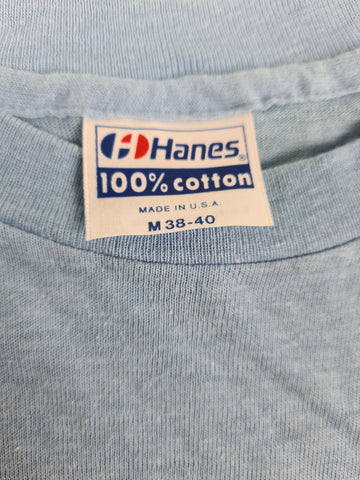 Hanes®
100% cotton
MADE IN U.S.A.
M 38-40